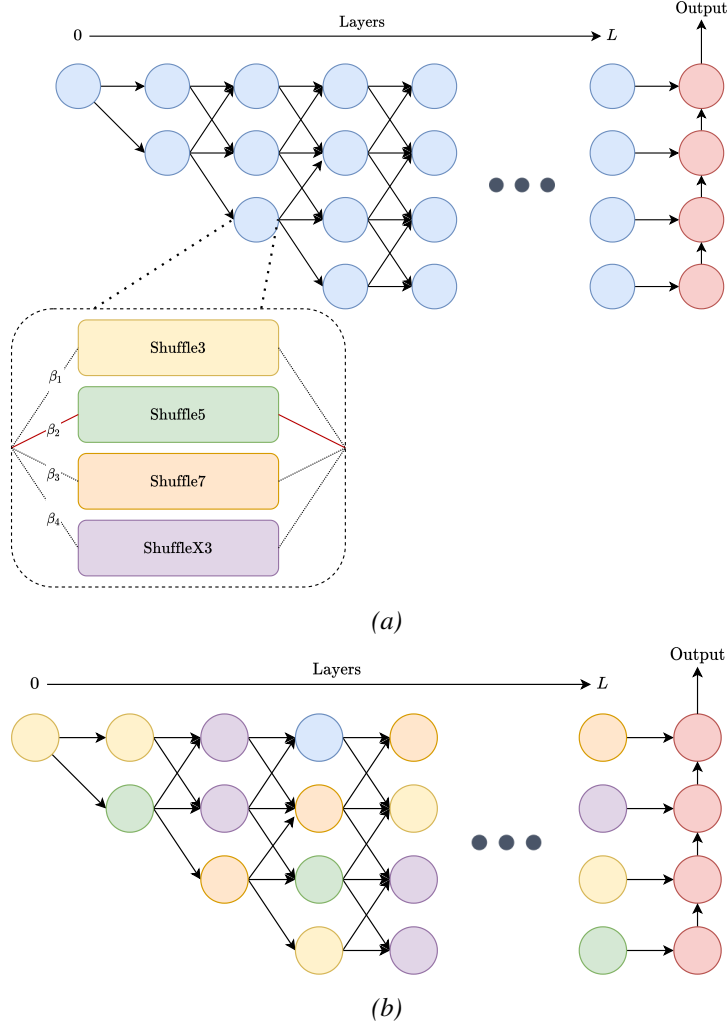 Output
Layers
0
L
Shuffle3
β1
Shuffle5
β2
Shuffle7
β3
β4
ShuffleX3
(a)
Output
Layers
0
L
(b)